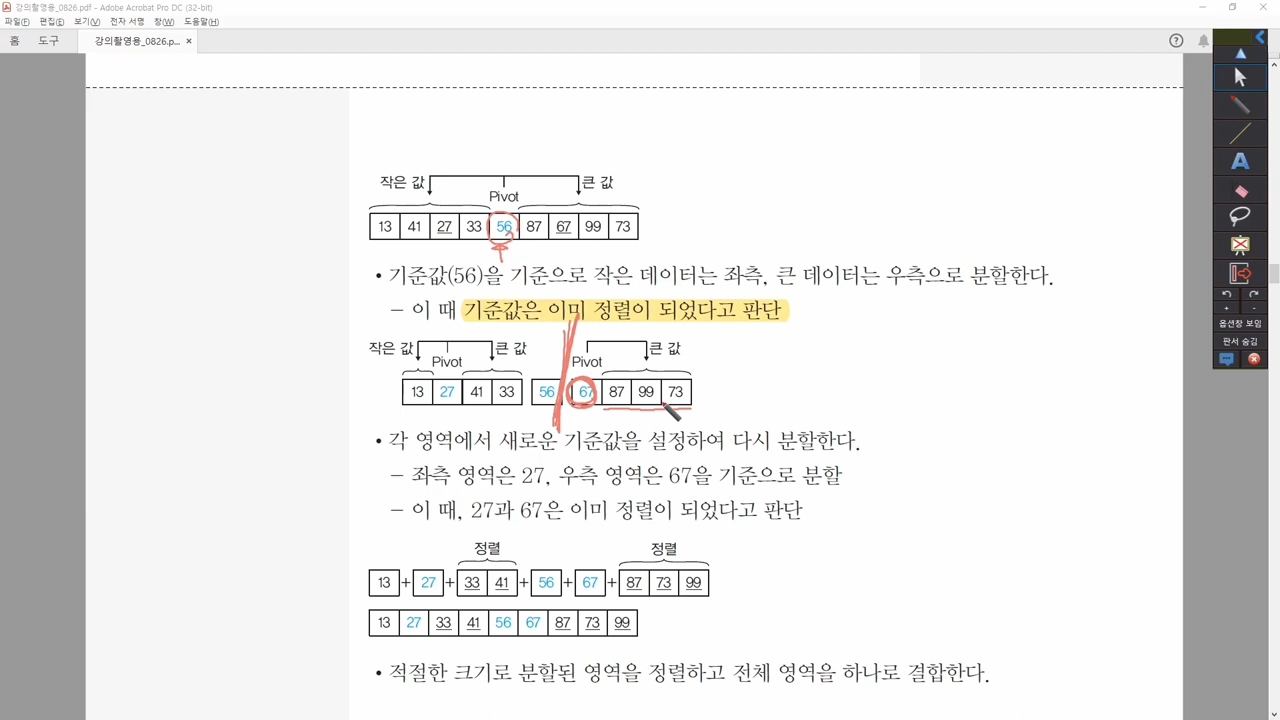 강의촬영용_0826.pdf - Adobe Acrobat Pro DC (32-bit)
파일(F) 편집(E) 보기(V) 전자 서명 창(W) 도움말(H)
홈 도구 강의촬영용_0826.p... ×
작은 값 Pivot 큰 값
13 41 27 33 56 87 67 99 73
• 기준값(56)을 기준으로 작은 데이터는 좌측, 큰 데이터는 우측으로 분할한다.
– 이 때 기준값은 이미 정렬이 되었다고 판단
작은 값 Pivot 큰 값 Pivot 큰 값
13 27 41 33 56 67 87 99 73
• 각 영역에서 새로운 기준값을 설정하여 다시 분할한다.
– 좌측 영역은 27, 우측 영역은 67을 기준으로 분할
– 이 때, 27과 67은 이미 정렬이 되었다고 판단
정렬 정렬
13 + 27 + 33 41 + 56 + 67 + 87 73 99
13 27 33 41 56 67 87 73 99
• 적절한 크기로 분할된 영역을 정렬하고 전체 영역을 하나로 결합한다.
A
+ -
옵션창 보임
판서 숨김